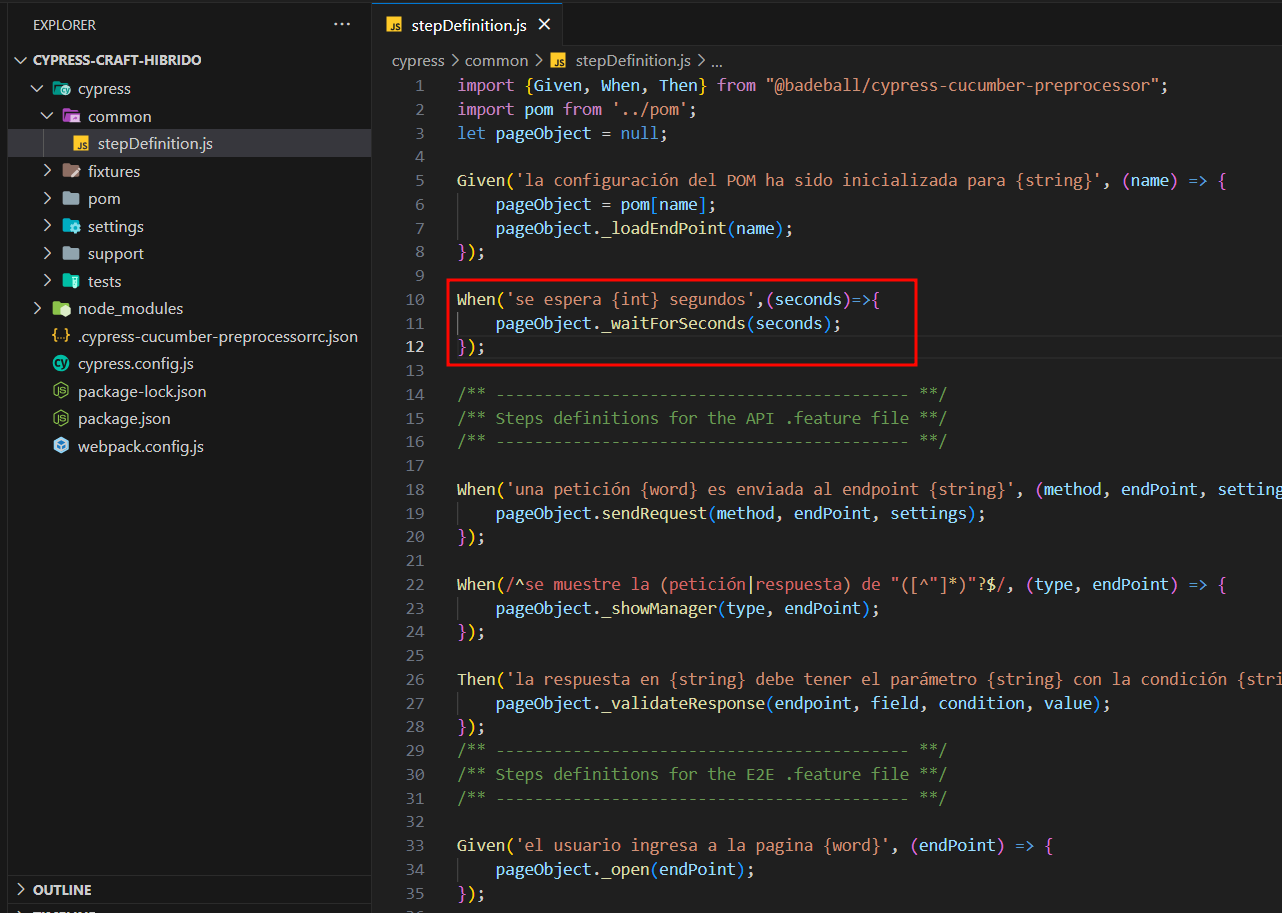 EXPLORER
···
CYPRESS-CRAFT-HIBRIDO
cypress
common
JS stepDefinition.js
fixtures
pom
settings
support
tests
node_modules
{··} .cypress-cucumber-preprocessorrc.json
cy cypress.config.js
package-lock.json
package.json
webpack.config.js
OUTLINE
JS stepDefinition.js
cypress > common > JS stepDefinition.js > ...
1 import {Given, When, Then} from "@badeball/cypress-cucumber-preprocessor";
2 import pom from '../pom';
3 let pageObject = null;
4
5 Given('la configuración del POM ha sido inicializada para {string}', (name) => {
6 pageObject = pom[name];
7 pageObject._loadEndPoint(name);
8 });
9
10 When('se espera {int} segundos',(seconds)=>{
11 pageObject._waitForSeconds(seconds);
12 });
13
14 /** ------------------------------------------- **/
15 /** Steps definitions for the API .feature file **/
16 /** ------------------------------------------- **/
17
18 When('una petición {word} es enviada al endpoint {string}', (method, endPoint, setting
19 pageObject.sendRequest(method, endPoint, settings);
20 });
21
22 When(/^se muestre la (petición|respuesta) de "([^"]*)"?$/, (type, endPoint) => {
23 pageObject._showManager(type, endPoint);
24 });
25
26 Then('la respuesta en {string} debe tener el parámetro {string} con la condición {stri
27 pageObject._validateResponse(endpoint, field, condition, value);
28 });
29 /** ------------------------------------------- **/
30 /** Steps definitions for the E2E .feature file **/
31 /** ------------------------------------------- **/
32
33 Given('el usuario ingresa a la pagina {word}', (endPoint) => {
34 pageObject._open(endPoint);
35 });